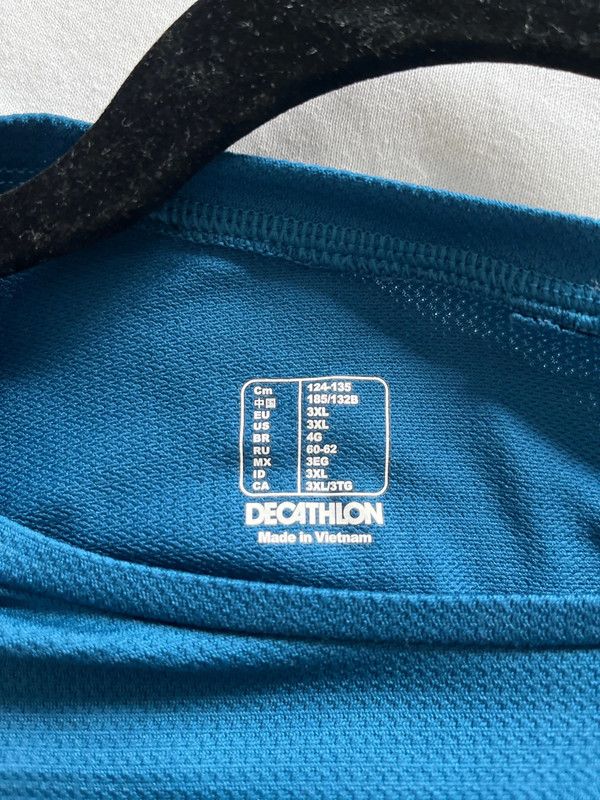 Cm 124-135
中国 185/132B
EU 3XL
US 3XL
BR 4G
RU 60-62
MX 3EG
ID 3XL
CA 3XL/3TG
DECATHLON
Made in Vietnam